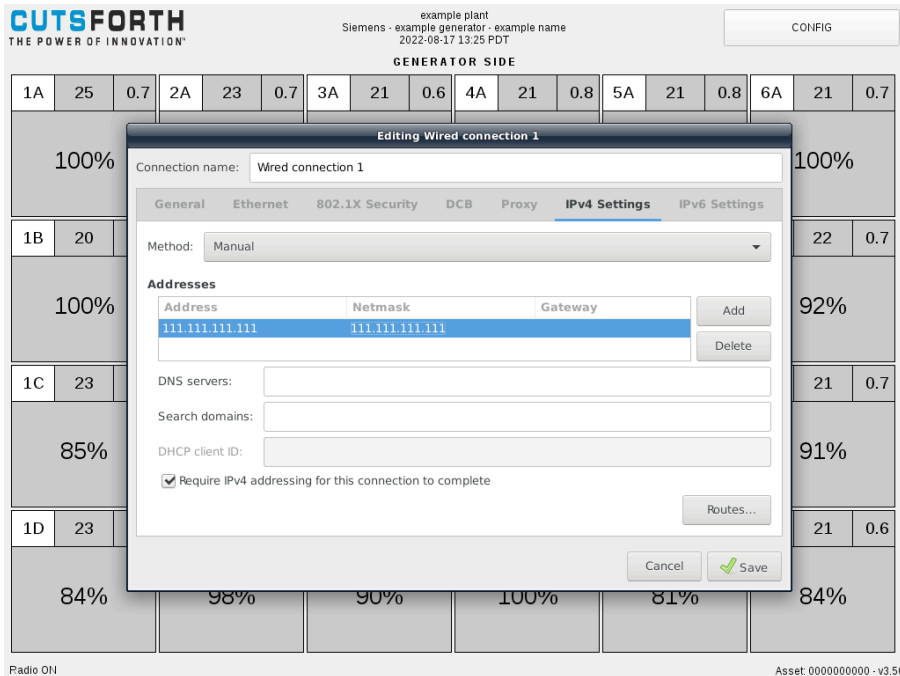 CUTSFORTH
THE POWER OF INNOVATION"
example plant
Siemens - example generator - example name
2022-08-17 13:25 PDT
CONFIG
GENERATOR SIDE
1A 25 0.7 2A 23 0.7 3A 21 0.6 4A 21 0.8 5A 21 0.8 6A 21 0.7
Editing Wired connection 1
100% 100%
Connection name: Wired connection 1
General Ethernet 802.1X Security DCB Proxy IPv4 Settings IPv6 Settings
1B 20 22 0.7
Method: Manual
Addresses
Address Netmask Gateway
Add
100% 92%
111.111.111.111 111.111.111.111
Delete
DNS servers:
1C 23 21 0.7
Search domains:
85% 91%
DHCP client ID:
Require IPv4 addressing for this connection to complete
Routes...
1D 23 21 0.6
Cancel Save
84% 98% 90% 100% 81% 84%
Radio ON
Asset: 0000000000 - v3.50